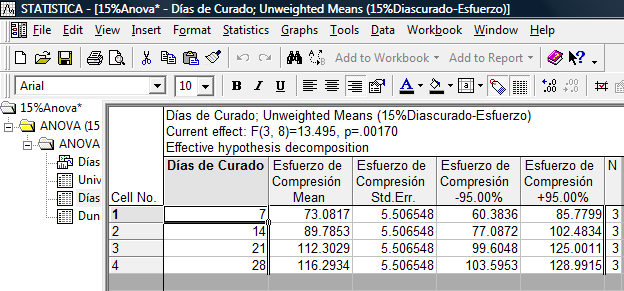 STATISTICA - [15%Anova* - Días de Curado; Unweighted Means (15%Diascurado-Esfuerzo)]
File Edit View Insert Format Statistics Graphs Tools Data Workbook Window Help
Add to Workbook Add to Report
Arial 10 B I U
15%Anova*
ANOVA (15
ANOVA
Días
Univ
Días
Dun
Días de Curado; Unweighted Means (15%Diascurado-Esfuerzo)
Current effect: F(3, 8)=13.495, p=.00170
Effective hypothesis decomposition
Cell No. Días de Curado Esfuerzo de Compresión Mean Esfuerzo de Compresión Std.Err. Esfuerzo de Compresión -95.00% Esfuerzo de Compresión +95.00% N
1 7 73.0817 5.506548 60.3836 85.7799 3
2 14 89.7853 5.506548 77.0872 102.4834 3
3 21 112.3029 5.506548 99.6048 125.0011 3
4 28 116.2934 5.506548 103.5953 128.9915 3